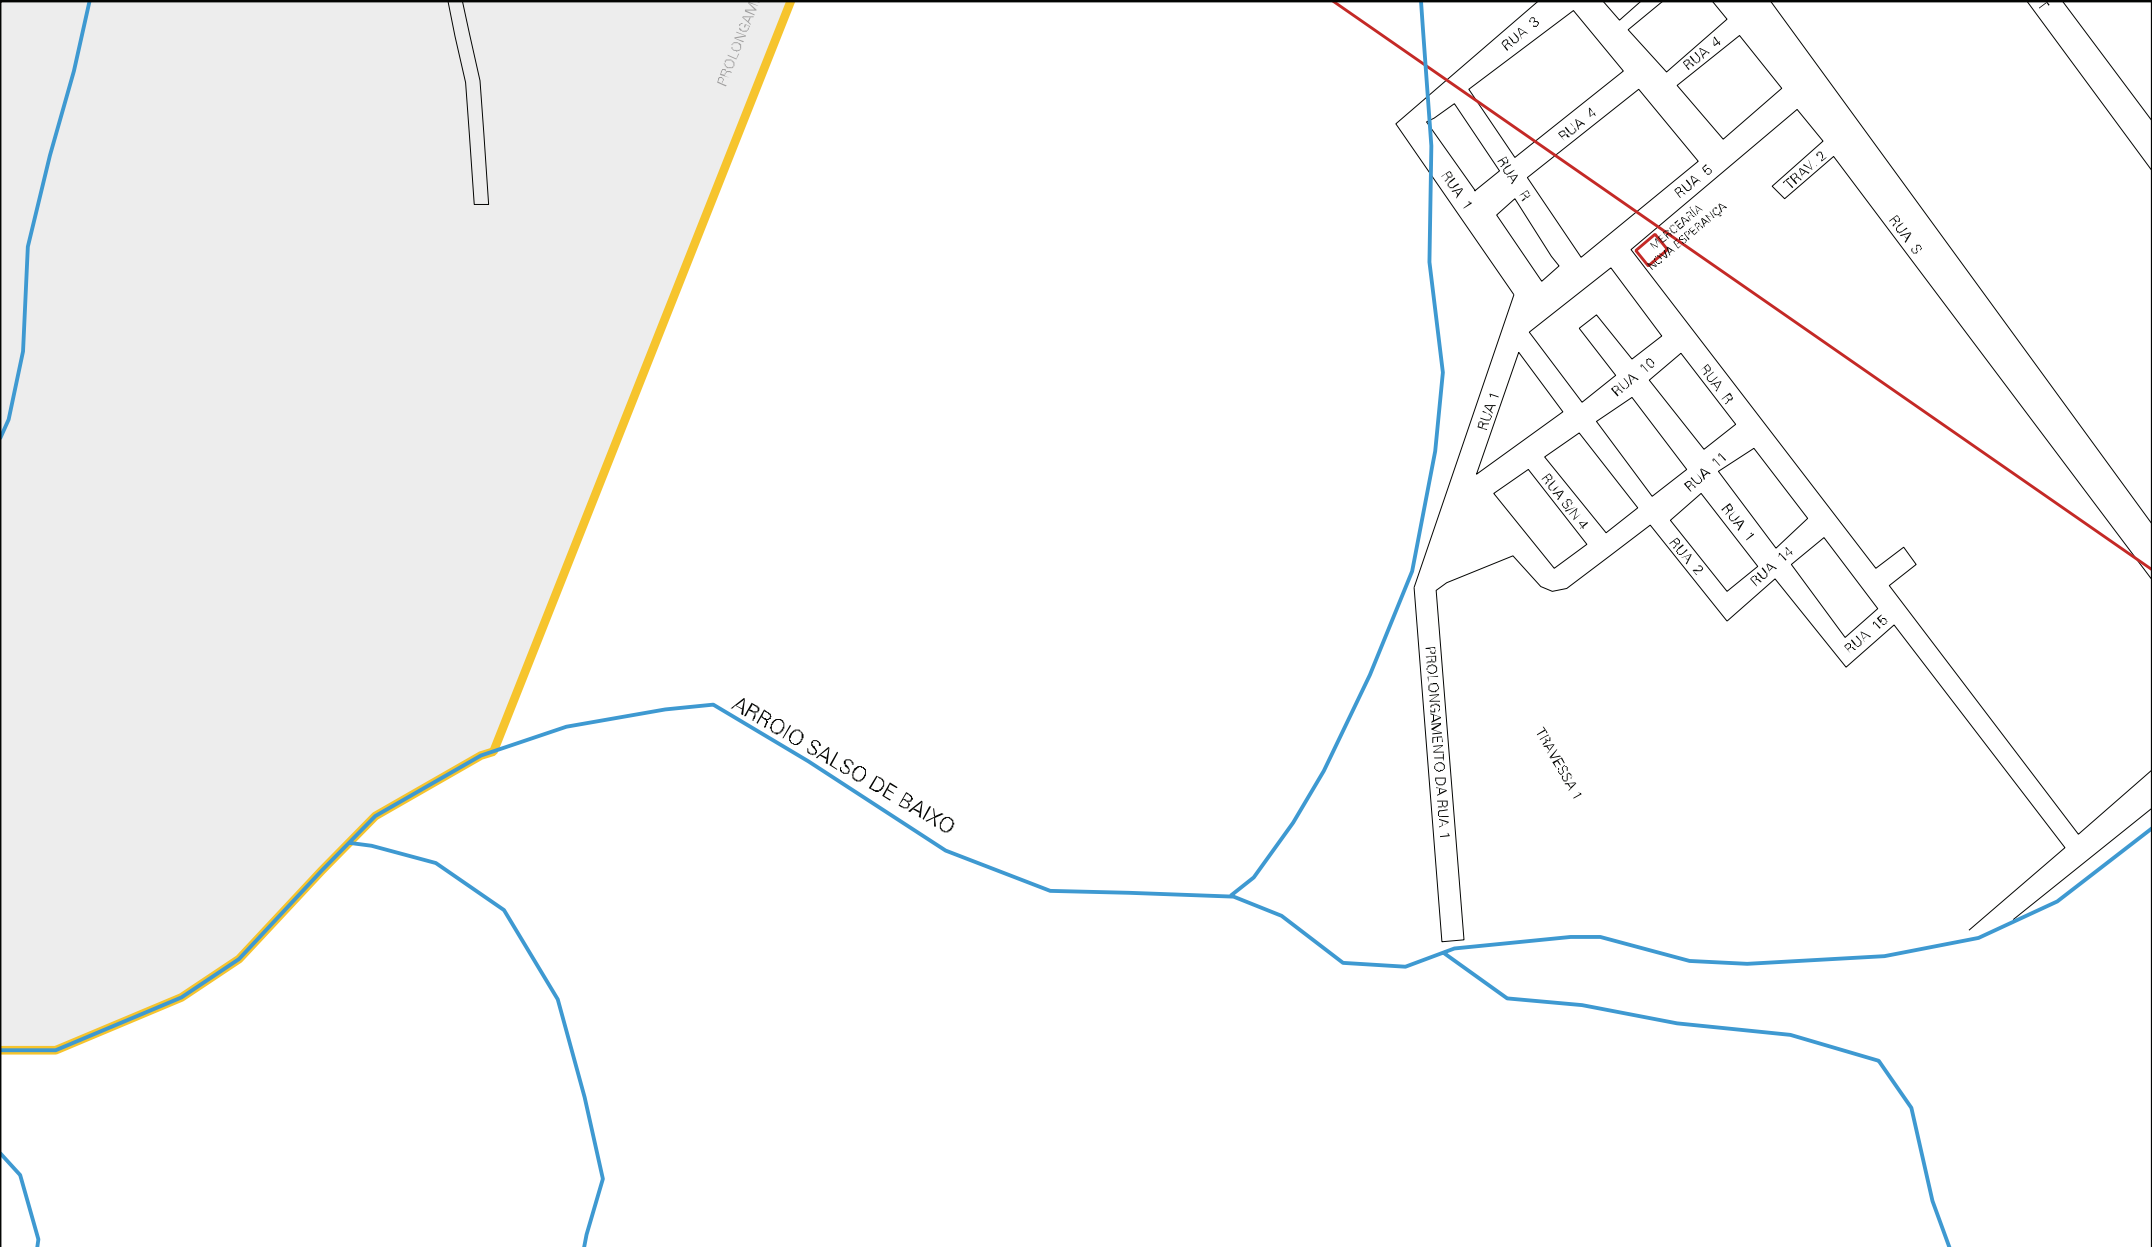 PROLONGAM
RUA 3
RUA 4
RUA 4
RUA 1
RUA R
RUA 5
TRAV. 2
MERCEARIA
NOVA ESPERANÇA
RUA S
RUA 10
RUA R
RUA 1
RUA 11
RUA S/N 4
RUA 1
RUA 2
RUA 14
RUA 15
PROLONGAMENTO DA RUA 1
TRAVESSA 1
ARROIO SALSO DE BAIXO